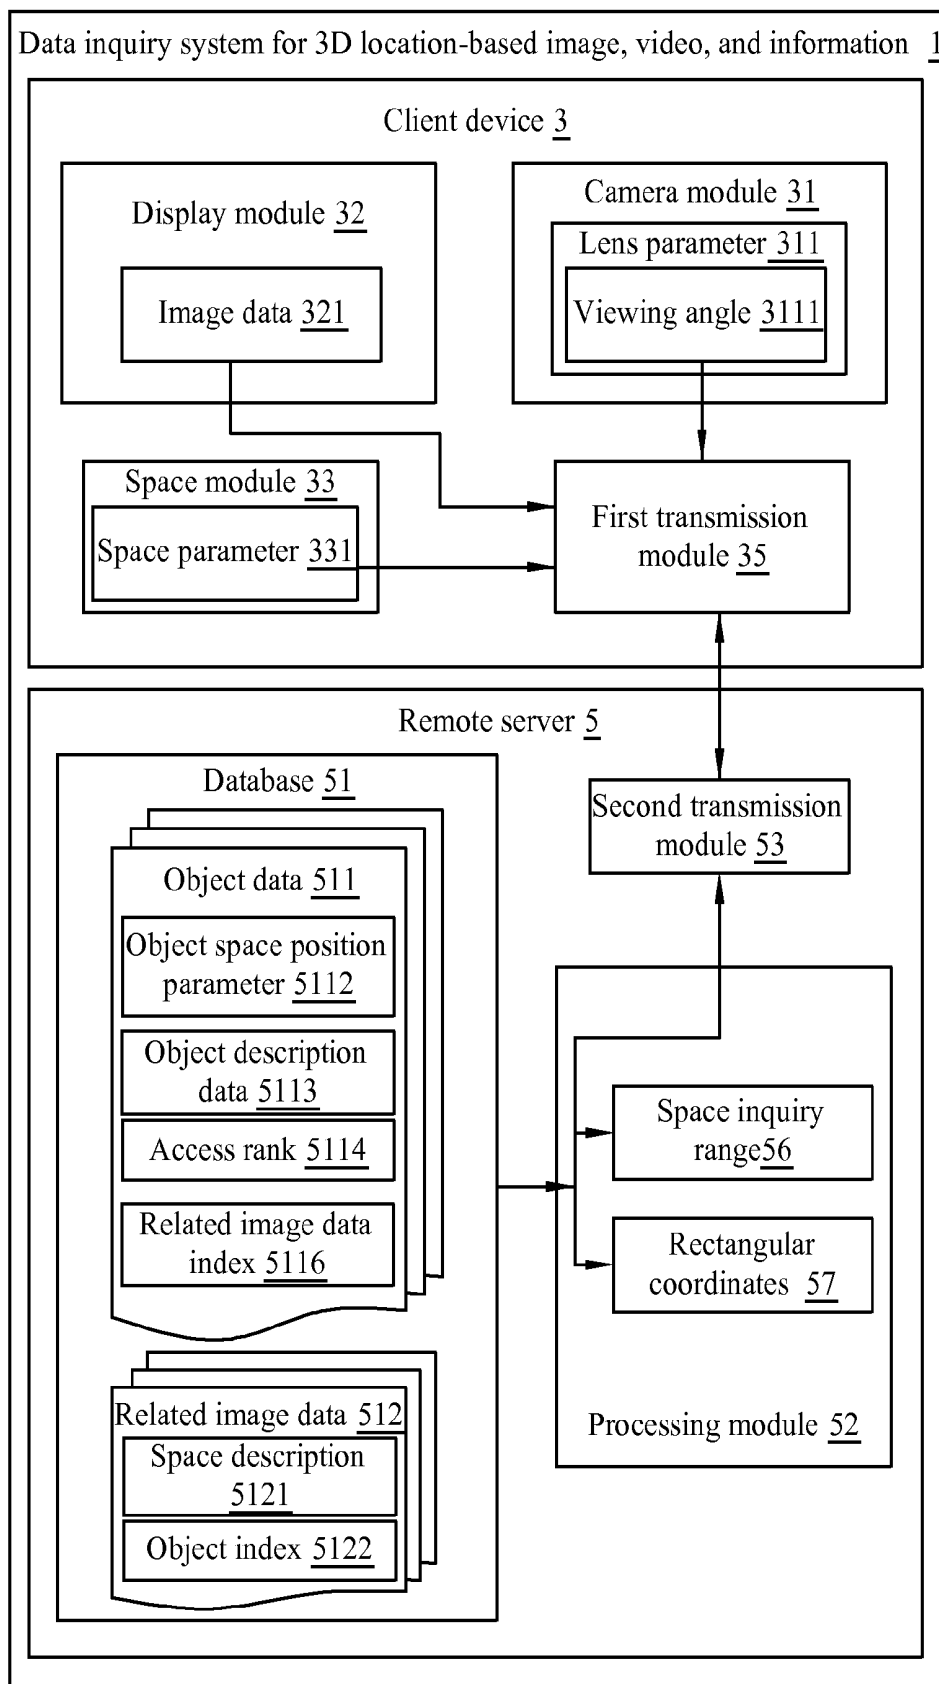 Data inquiry system for 3D location-based image, video, and information 1
Client device 3
Display module 32
Image data 321
Camera module 31
Lens parameter 311
Viewing angle 3111
Space module 33
Space parameter 331
First transmission
module 35
Remote server 5
Database 51
Object data 511
Object space position
parameter 5112
Object description
data 5113
Access rank 5114
Related image data
index 5116
Related image data 512
Space description
5121
Object index 5122
Second transmission
module 53
Space inquiry
range56
Rectangular
coordinates 57
Processing module 52